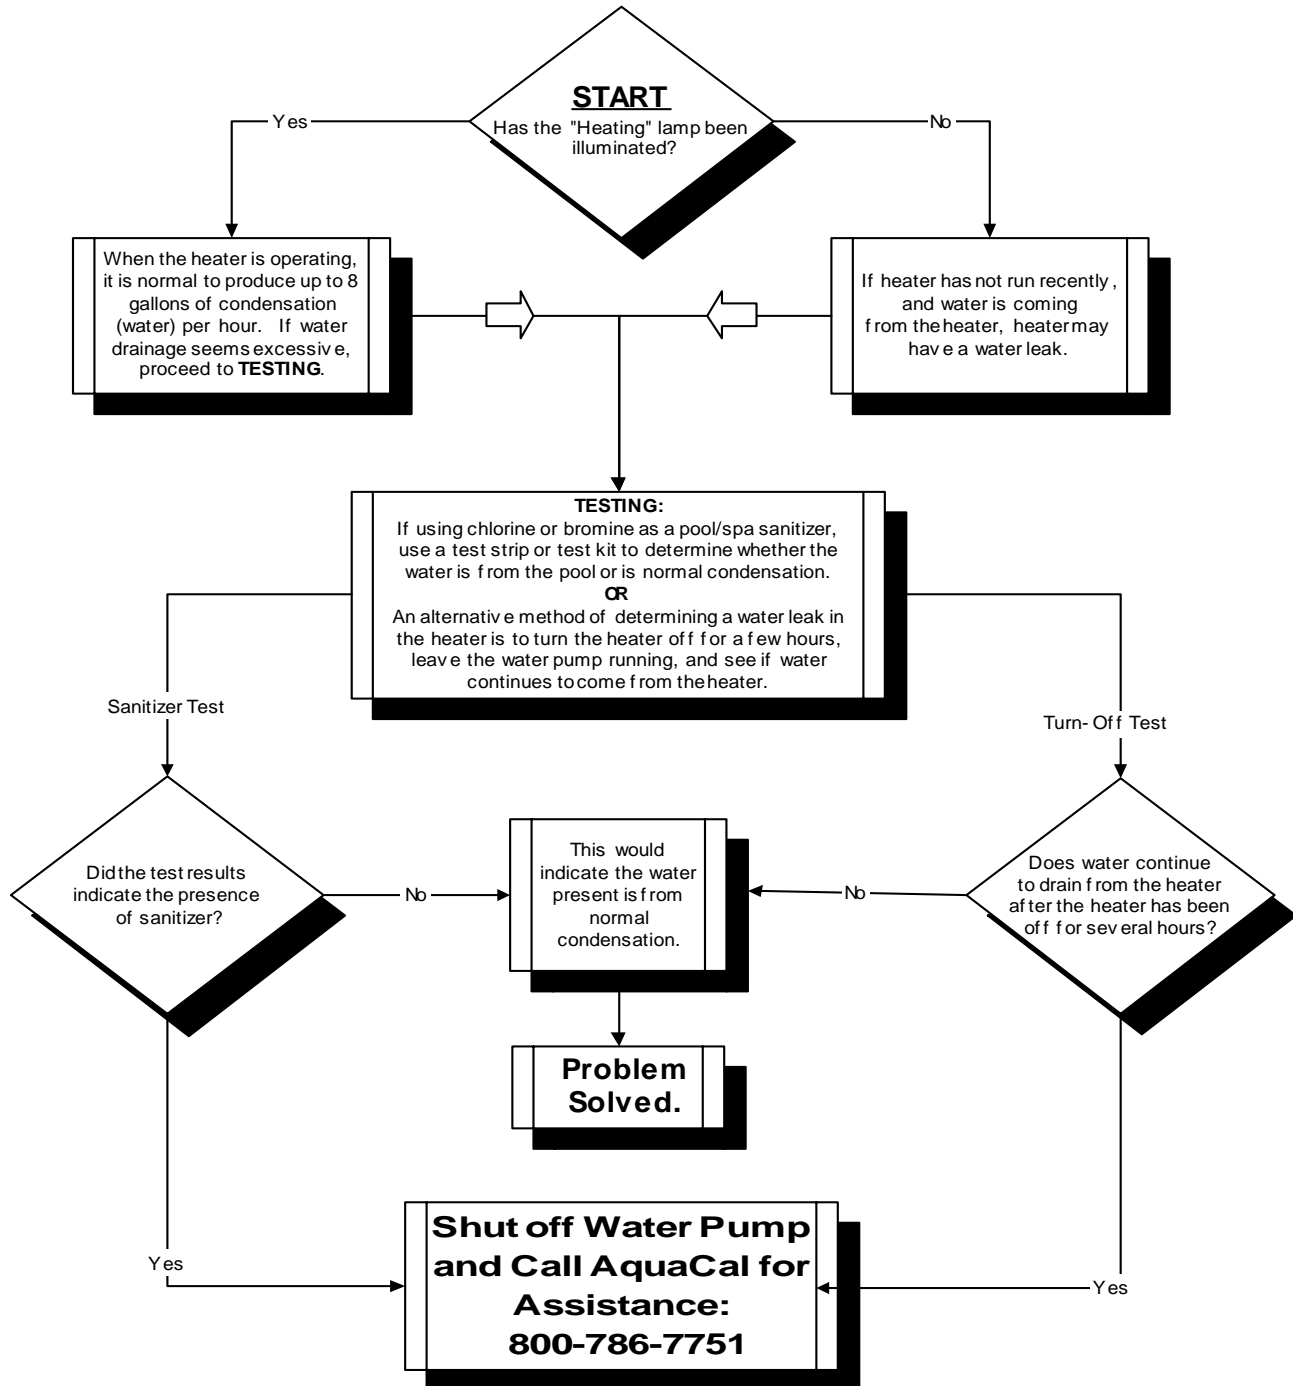 START
Has the "Heating" lamp been
illuminated?
Yes
No
When the heater is operating,
it is normal to produce up to 8
gallons of condensation
(water) per hour. If water
drainage seems excessive,
proceed to TESTING.
If heater has not run recently,
and water is coming
from the heater, heater may
have a water leak.
TESTING:
If using chlorine or bromine as a pool/spa sanitizer,
use a test strip or test kit to determine whether the
water is from the pool or is normal condensation.
OR
An alternative method of determining a water leak in
the heater is to turn the heater off for a few hours,
leave the water pump running, and see if water
continues to come from the heater.
Sanitizer Test
Turn-Off Test
Did the test results
indicate the presence
of sanitizer?
No
This would
indicate the water
present is from
normal
condensation.
No
Does water continue
to drain from the heater
after the heater has been
off for several hours?
Problem
Solved.
Yes
Shut off Water Pump
and Call AquaCal for
Assistance:
800-786-7751
Yes